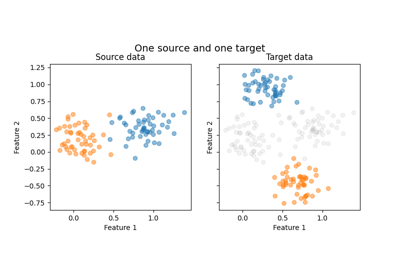 One source and one target
Source data
Target data
1.25
1.00
0.75
0.50
0.25
0.00
−0.25
−0.50
−0.75
Feature 2
Feature 2
0.0
0.5
1.0
0.0
0.5
1.0
Feature 1
Feature 1